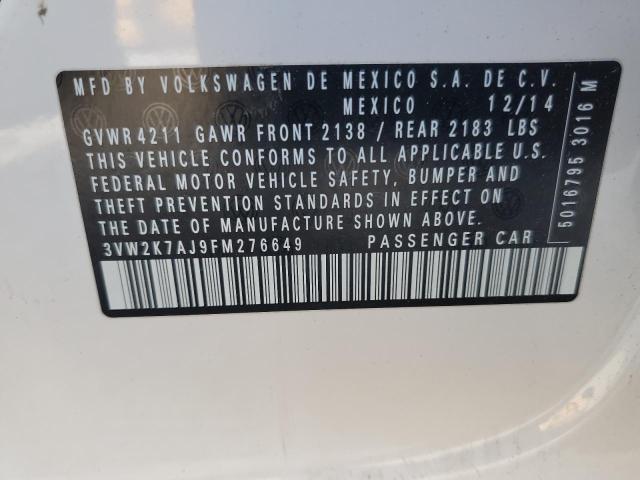 MFD BY VOLKSWAGEN DE MEXICO S.A. DE C.V.
MEXICO 12/14
GVWR 4211 GAWR FRONT 2138 / REAR 2183 LBS
THIS VEHICLE CONFORMS TO ALL APPLICABLE U.S.
FEDERAL MOTOR VEHICLE SAFETY, BUMPER AND
THEFT PREVENTION STANDARDS IN EFFECT ON
THE DATE OF MANUFACTURE SHOWN ABOVE.
3VW2K7AJ9FM276649 PASSENGER CAR
5016795 3016 M